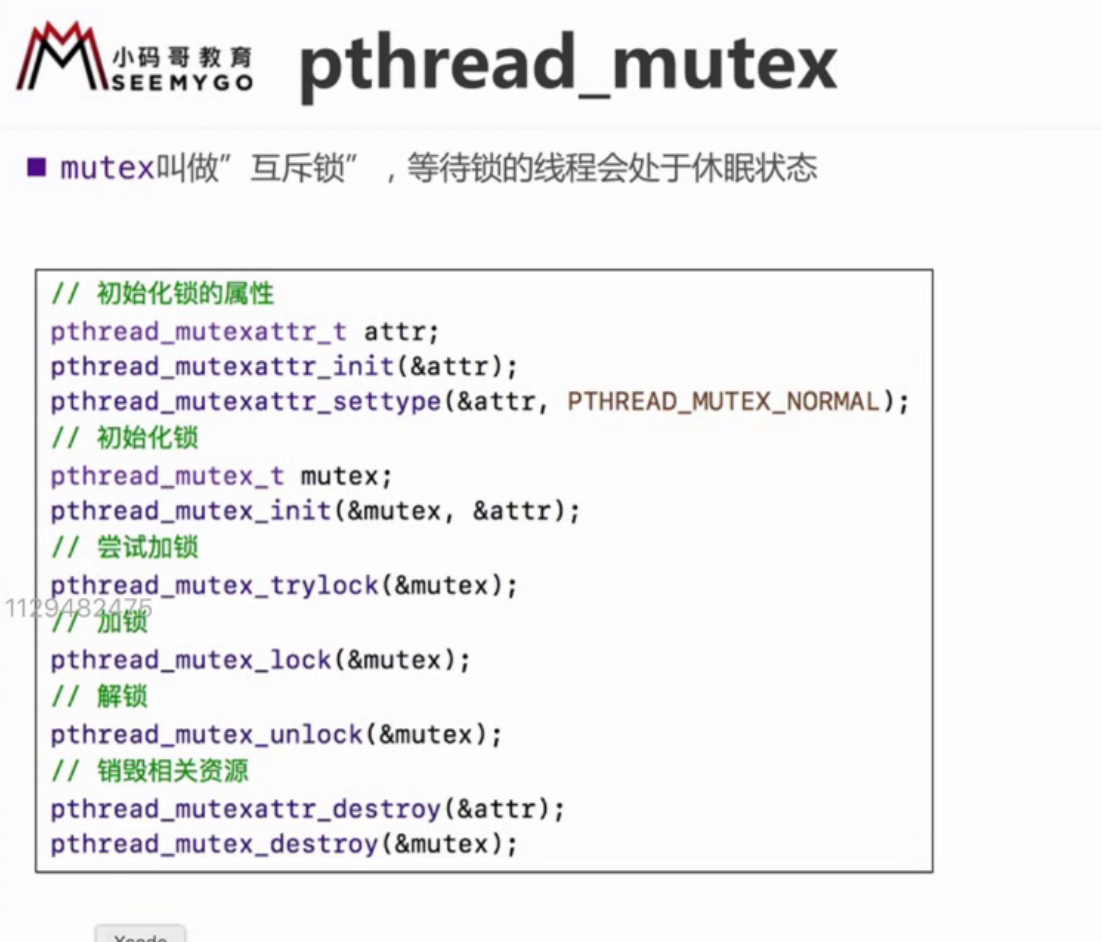 小码哥教育
SEEMYGO
pthread_mutex
mutex叫做”互斥锁”，等待锁的线程会处于休眠状态
// 初始化锁的属性
pthread_mutexattr_t attr;
pthread_mutexattr_init(&attr);
pthread_mutexattr_settype(&attr, PTHREAD_MUTEX_NORMAL);
// 初始化锁
pthread_mutex_t mutex;
pthread_mutex_init(&mutex, &attr);
// 尝试加锁
pthread_mutex_trylock(&mutex);
1129482475
// 加锁
pthread_mutex_lock(&mutex);
// 解锁
pthread_mutex_unlock(&mutex);
// 销毁相关资源
pthread_mutexattr_destroy(&attr);
pthread_mutex_destroy(&mutex);
Xcode